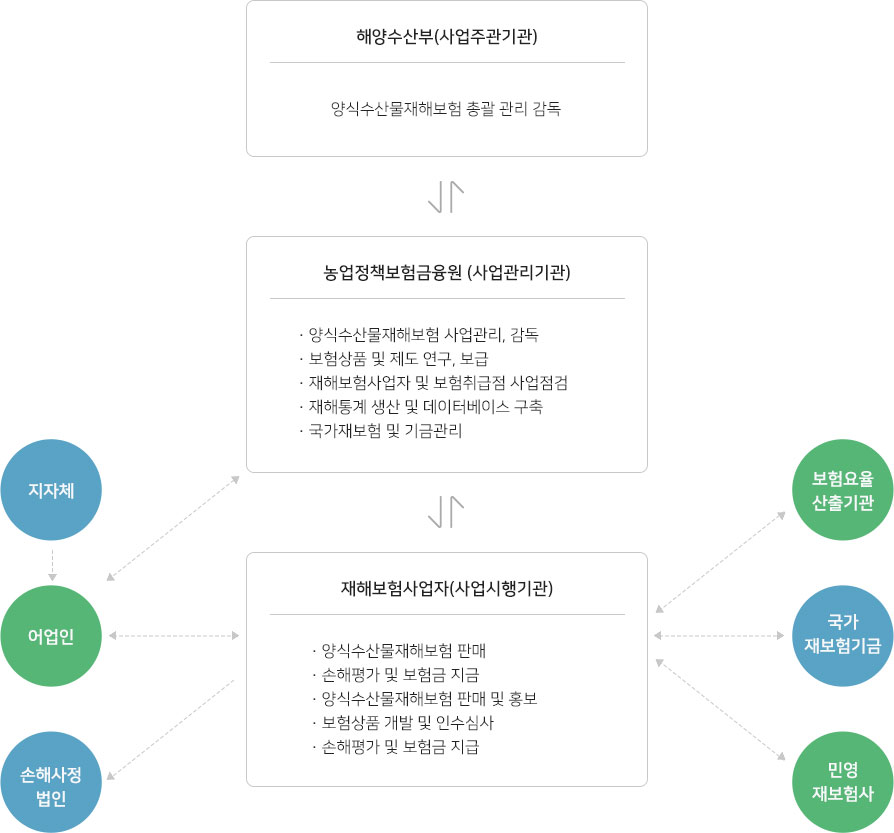 해양수산부(사업주관기관)
양식수산물재해보험 총괄 관리 감독
농업정책보험금융원 (사업관리기관)
· 양식수산물재해보험 사업관리, 감독
· 보험상품 및 제도 연구, 보급
· 재해보험사업자 및 보험취급점 사업점검
· 재해통계 생산 및 데이터베이스 구축
· 국가재보험 및 기금관리
지자체
어업인
손해사정
법인
재해보험사업자(사업시행기관)
· 양식수산물재해보험 판매
· 손해평가 및 보험금 지금
· 양식수산물재해보험 판매 및 홍보
· 보험상품 개발 및 인수심사
· 손해평가 및 보험금 지급
보험요율
산출기관
국가
재보험기금
민영
재보험사